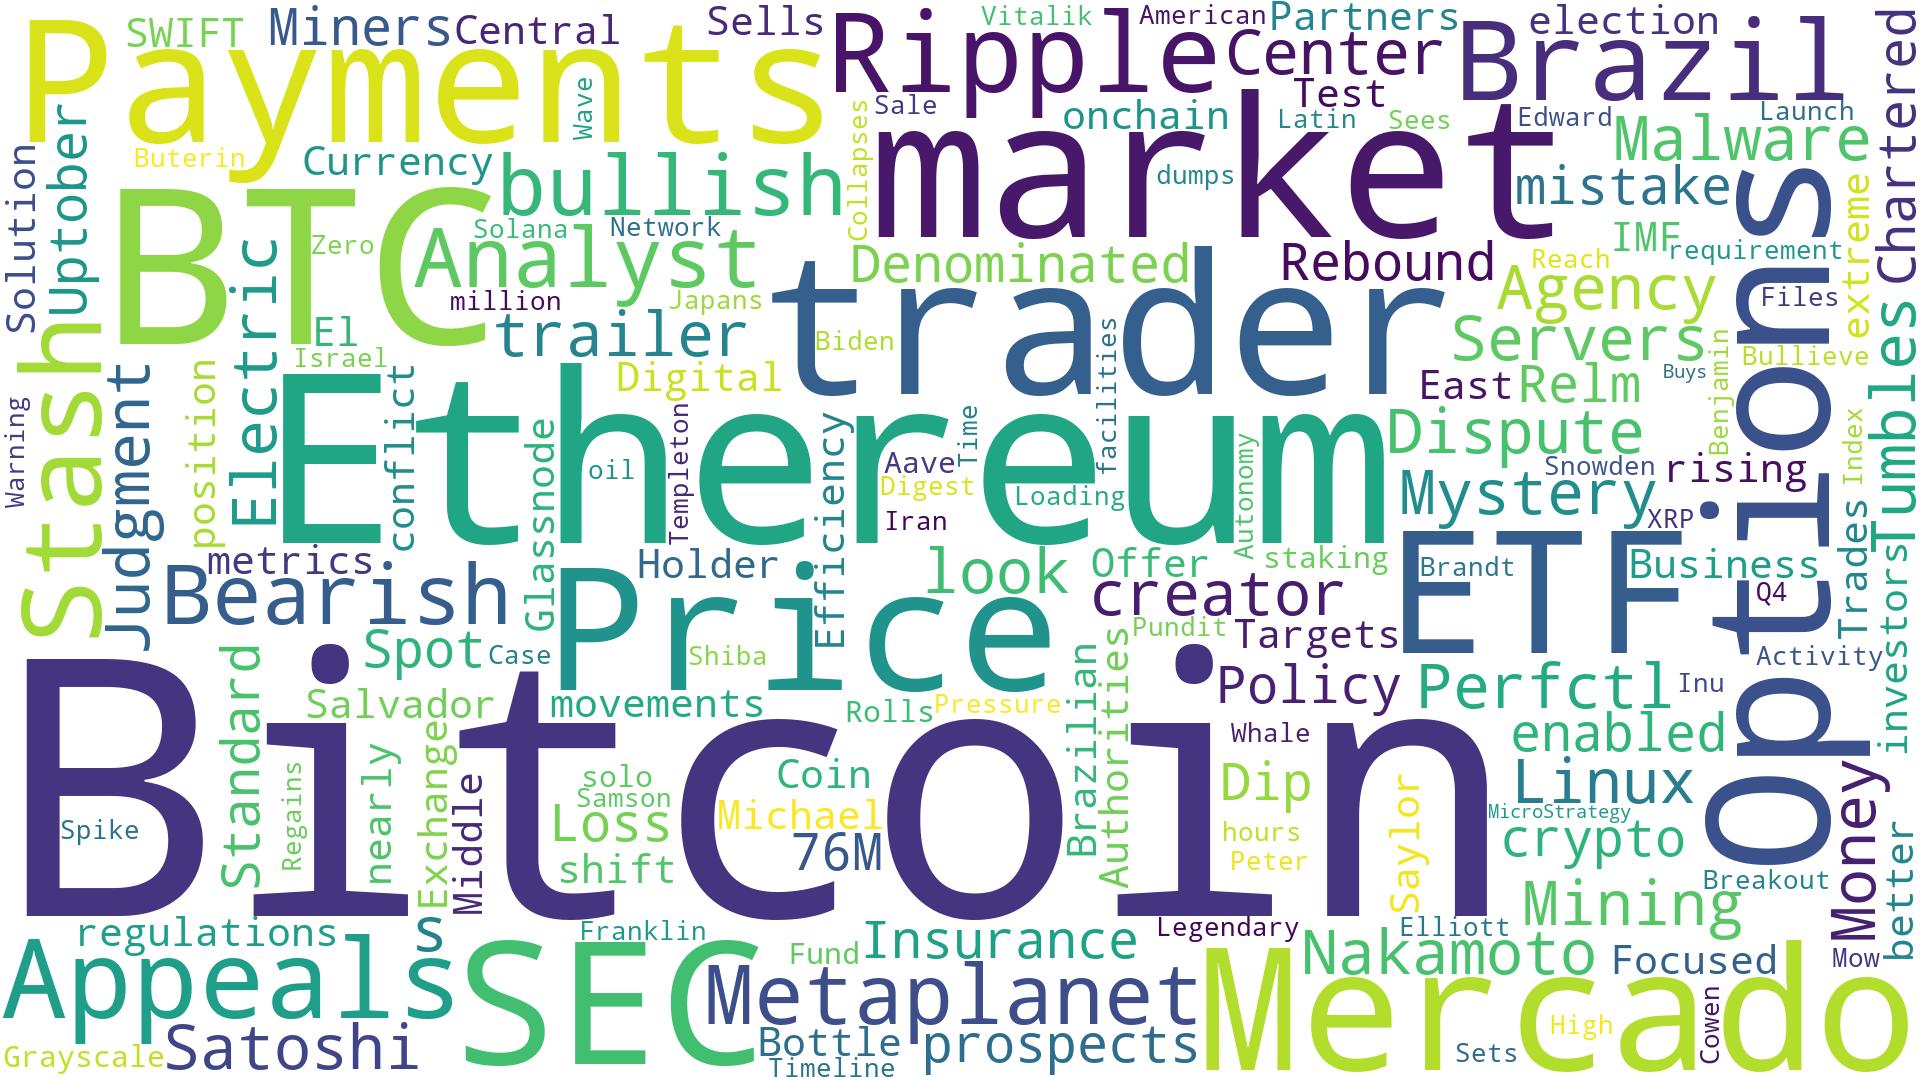 SWIFT
Miners
Central
Sells
Vitalik
American
Partners
election
Payments
Ripple
Center
Brazil
Chartered
Wave
Collapses
Sale
Test
onchain
Latin
Sees
Edward
Launch
Uptober
Solution
Buterin
Currency
bullish
market
dumps
mistake
Malware
BTC
Zero
Solana
Network
Analyst
IMF
requirement
extreme
Denominated
Rebound
Reach
Agency
Files
Options
Electric
El
Israel
million
Japans
trailer
trader
Biden
Servers
Bullieve
Tumbles
Stash
Judgment
position
conflict
Digital
facilities
East
Relm
Buys
Benjamin
Warning
Ethereum
Glassnode
oil
Templeton
Efficiency
Aave
Time
Digest
Loading
Iran
Autonomy
Dispute
Snowden
rising
Index
Mystery
XRP
Trades
metrics
Bearish
Holder
look
Offer
staking
ETF
Brandt
Business
Q4
investors
Price
creator
Pundit
Targets
Activity
Spot
Case
Shiba
Standard
Salvador
movements
Rolls
Pressure
Brazilian
Authorities
Policy
Perfctl
Inu
Bitcoin
Whale
enabled
Spike
Regains
nearly
Exchange
Middle
solo
Samson
Coin
Michael
Loss
76M
shift
Dip
hours
Peter
Saylor
Linux
MicroStrategy
crypto
Breakout
Money
better
regulations
s
Franklin
Legendary
Elliott
Mining
Appeals
SEC
Fund
Insurance
Nakamoto
Focused
Mow
Metaplanet
Mercado
Grayscale
Satoshi
Bottle
Timeline
prospects
Sets
High
Cowen